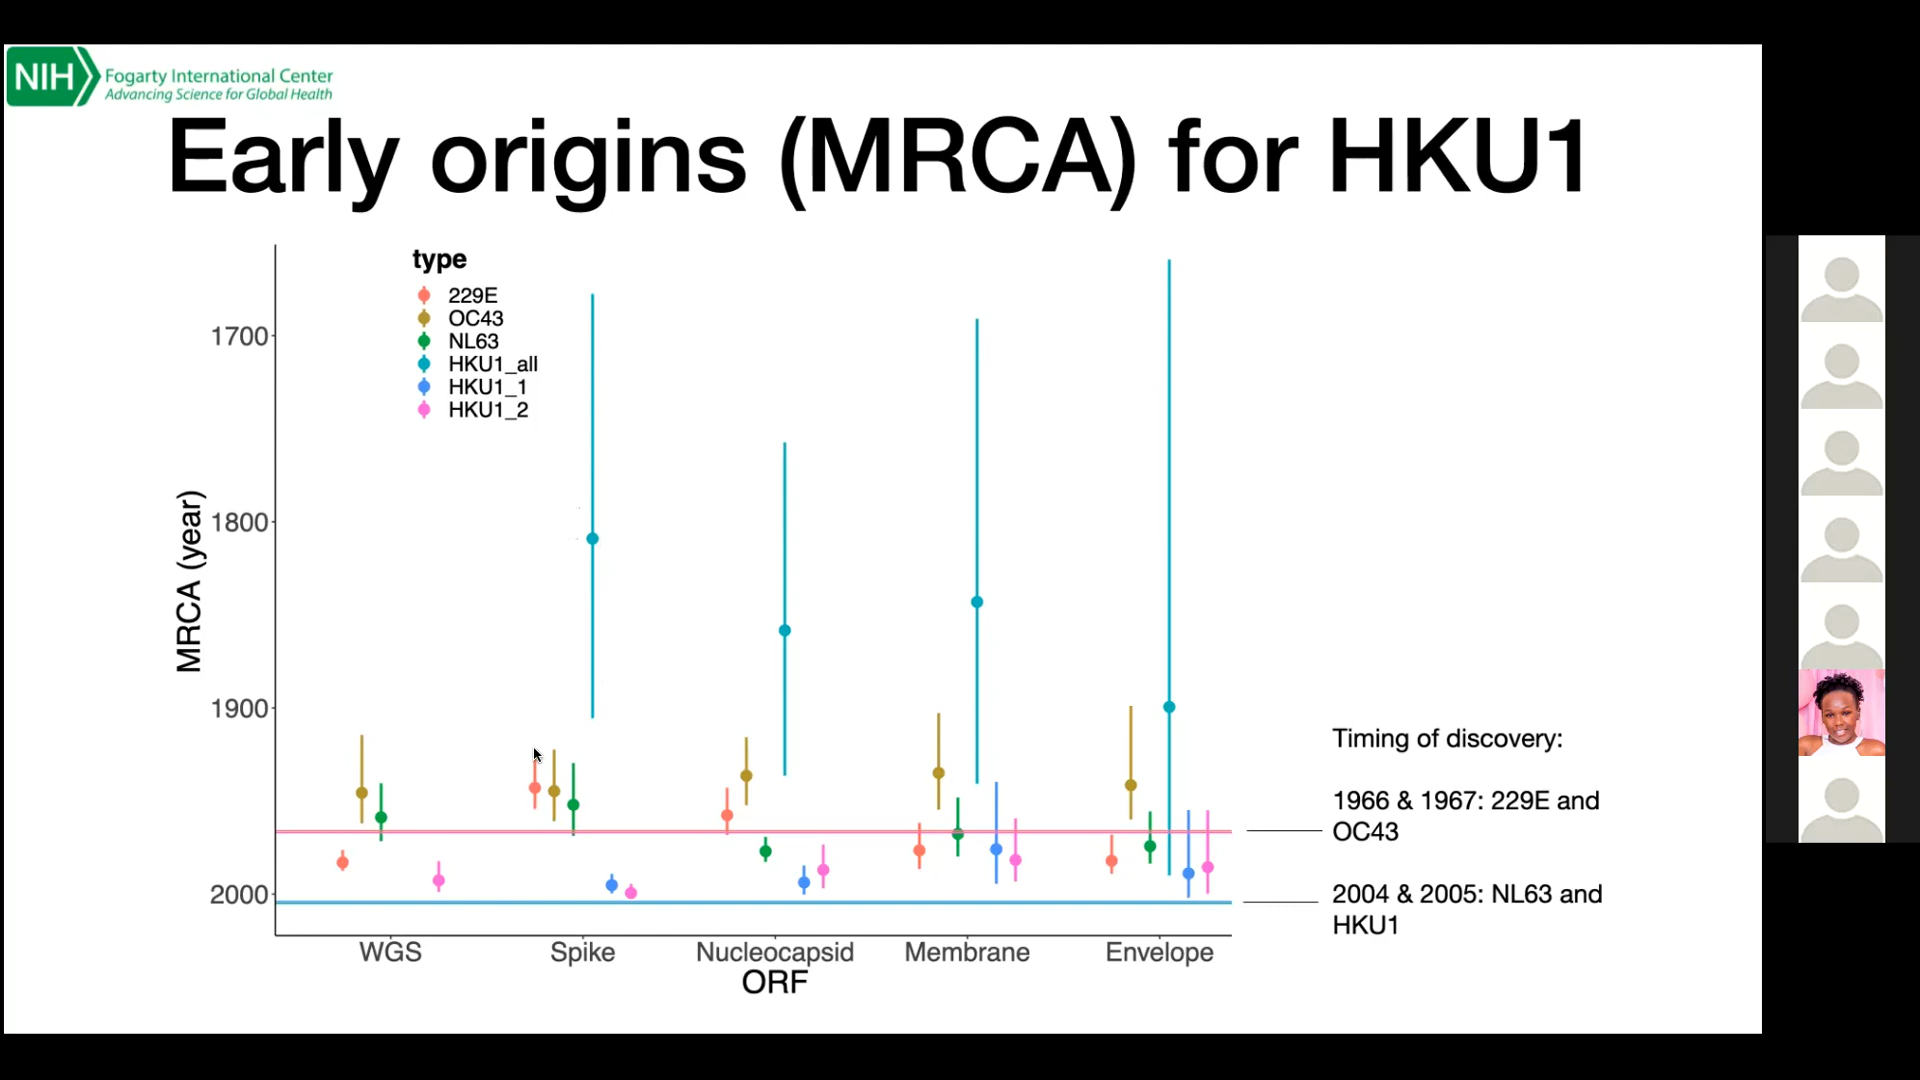 NIH
Fogarty International Center
Advancing Science for Global Health
Early origins (MRCA) for HKU1
type
229E
OC43
NL63
HKU1_all
HKU1_1
HKU1_2
MRCA (year)
1700
1800
1900
2000
WGS
Spike
Nucleocapsid
Membrane
Envelope
ORF
Timing of discovery:
1966 & 1967: 229E and
OC43
2004 & 2005: NL63 and
HKU1